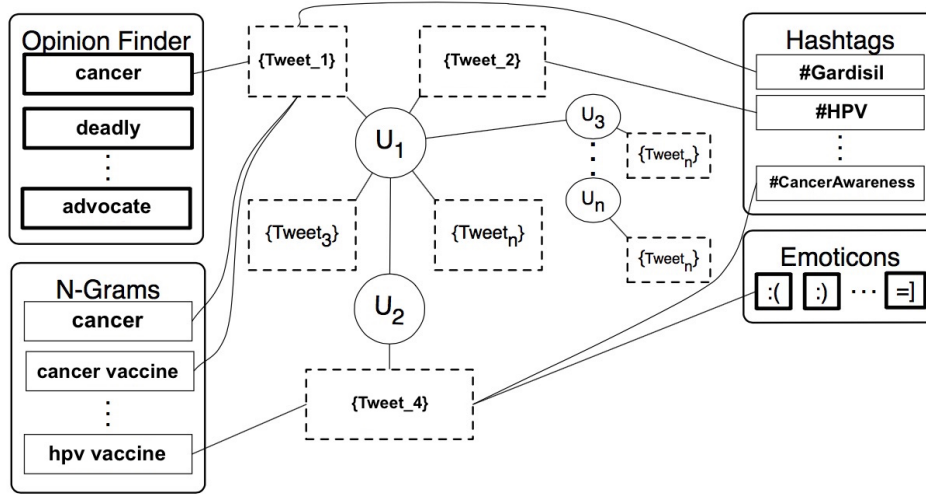 Opinion Finder
cancer
deadly
advocate
N-Grams
cancer
cancer vaccine
hpv vaccine
{Tweet_1}
{Tweet_2}
U1
U3
{Tweetn}
Un
{Tweet3}
{Tweetn}
{Tweetn}
U2
{Tweet_4}
Hashtags
#Gardisil
#HPV
#CancerAwareness
Emoticons
:( :) ... =]